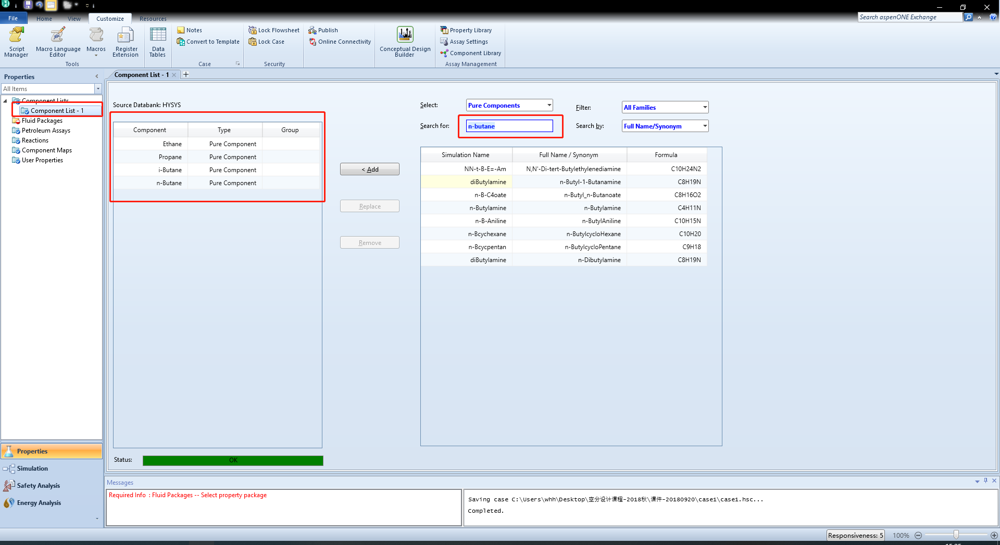 File Home View Customize Resources
Search aspenONE Exchange
Script Manager
Macro Language Editor
Macros
Register Extension
Tools
Data Tables
Notes
Convert to Template
Case
Lock Flowsheet
Lock Case
Security
Publish
Online Connectivity
Conceptual Design Builder
Property Library
Assay Settings
Component Library
Assay Management
Properties
All Items
Component Lists
Component List - 1
Fluid Packages
Petroleum Assays
Reactions
Component Maps
User Properties
Properties
Simulation
Safety Analysis
Energy Analysis
Component List - 1
Source Databank: HYSYS
Component Type Group
Ethane Pure Component
Propane Pure Component
i-Butane Pure Component
n-Butane Pure Component
< Add
Replace
Remove
Select: Pure Components Filter: All Families
Search for: n-butane Search by: Full Name/Synonym
Simulation Name Full Name / Synonym Formula
NN-t-B-E=-Am N,N'-Di-tert-Butylethylenediamine C10H24N2
diButylamine n-Butyl-1-Butanamine C8H19N
n-B-C4oate n-Butyl_n-Butanoate C8H16O2
n-Butylamine n-Butylamine C4H11N
n-B-Aniline n-ButylAniline C10H15N
n-Bcychexane n-ButylcycloHexane C10H20
n-Bcycpentan n-ButylcycloPentane C9H18
diButylamine n-Dibutylamine C8H19N
Status: OK
Messages
Required Info : Fluid Packages -- Select property package
Saving case C:\Users\whh\Desktop\空分设计课程-2018秋\课件-20180920\case1\case1.hsc...
Completed.
Responsiveness: 5 100%